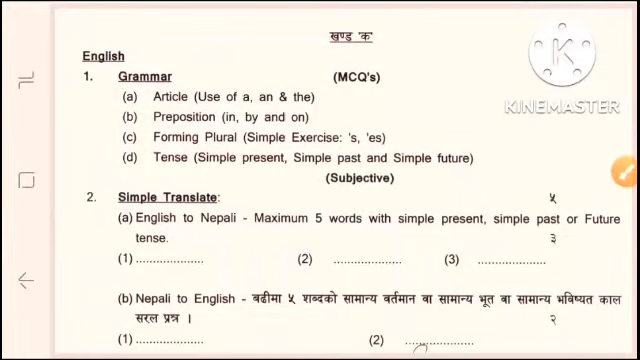 खण्ड 'क'
English
1. Grammar (MCQ's)
(a) Article (Use of a, an & the)
(b) Preposition (in, by and on)
(c) Forming Plural (Simple Exercise: 's, 'es)
(d) Tense (Simple present, Simple past and Simple future)
(Subjective)
2. Simple Translate: ५
(a) English to Nepali - Maximum 5 words with simple present, simple past or Future
tense. ३
(1) .................... (2) .................... (3) ....................
(b) Nepali to English - बढीमा ५ शब्दको सामान्य वर्तमान वा सामान्य भूत वा सामान्य भविष्यत काल
सरल प्रश्न । २
(1) .................... (2) ....................
K
KINEMASTER